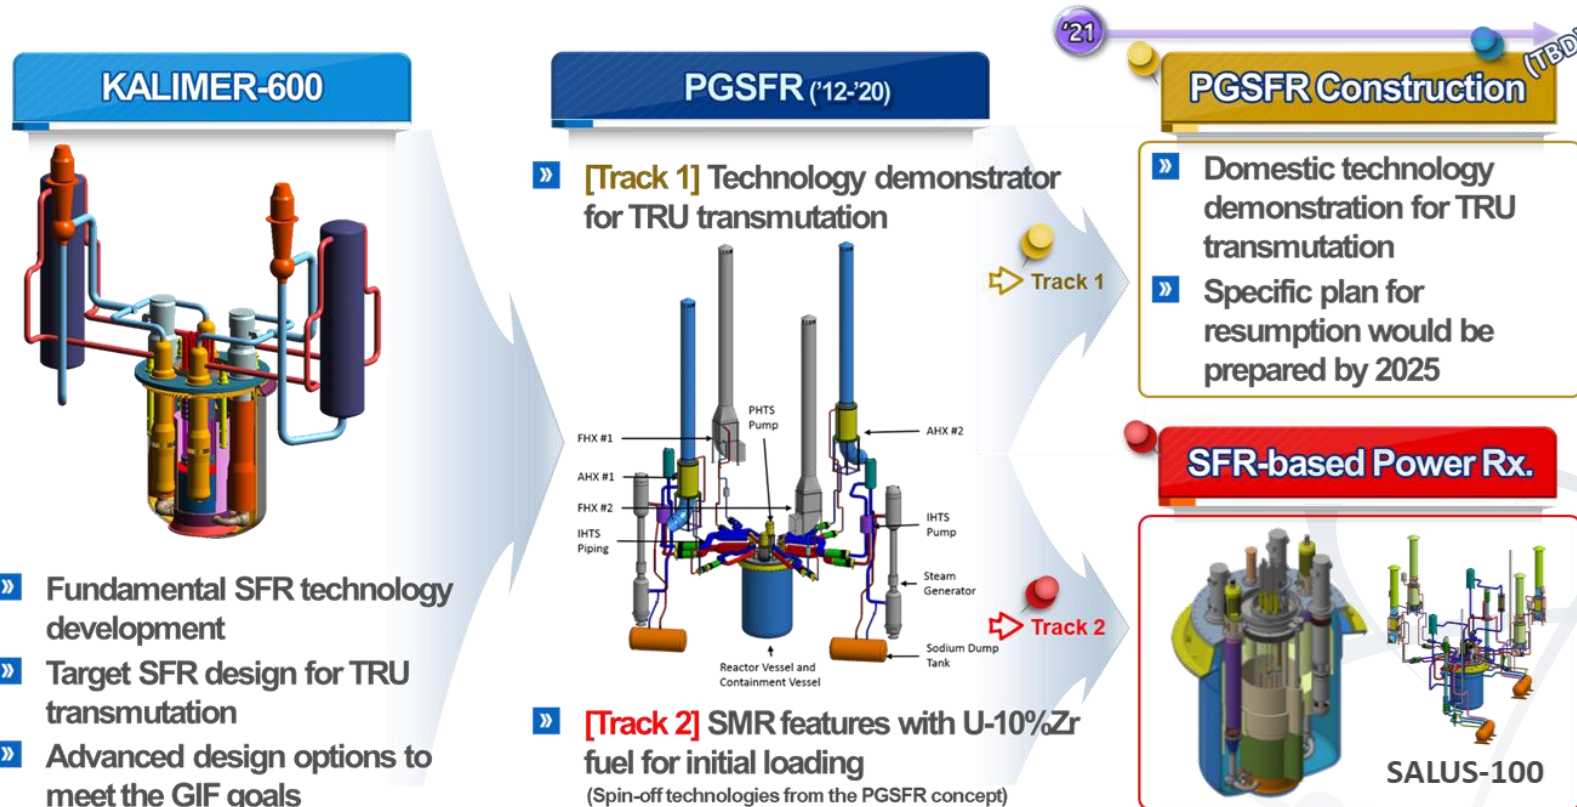 KALIMER-600
Fundamental SFR technology
development
Target SFR design for TRU
transmutation
Advanced design options to
meet the GIF goals
PGSFR ('12-'20)
[Track 1] Technology demonstrator
for TRU transmutation
FHX #1
AHX #1
FHX #2
IHTS
Piping
PHTS
Pump
AHX #2
IHTS
Pump
Steam
Generator
Sodium Dump
Tank
Reactor Vessel and
Containment Vessel
[Track 2] SMR features with U-10%Zr
fuel for initial loading
(Spin-off technologies from the PGSFR concept)
Track 1
Track 2
'21
(TBD)
PGSFR Construction
Domestic technology
demonstration for TRU
transmutation
Specific plan for
resumption would be
prepared by 2025
SFR-based Power Rx.
SALUS-100